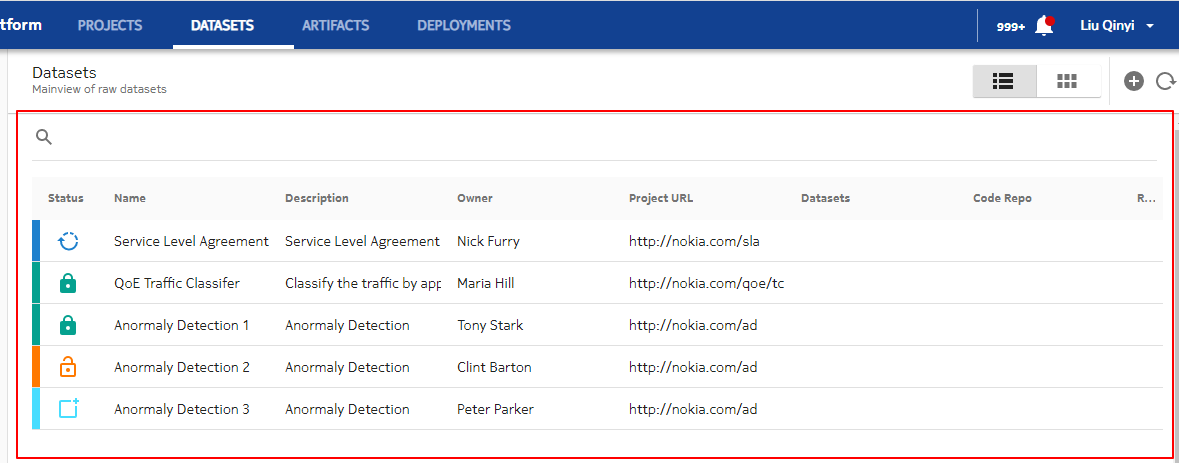 tform PROJECTS DATASETS ARTIFACTS DEPLOYMENTS 999+ Liu Qinyi
Datasets
Mainview of raw datasets
Status Name Description Owner Project URL Datasets Code Repo R...
Service Level Agreement Service Level Agreement Nick Furry http://nokia.com/sla
QoE Traffic Classifer Classify the traffic by app Maria Hill http://nokia.com/qoe/tc
Anormaly Detection 1 Anormaly Detection Tony Stark http://nokia.com/ad
Anormaly Detection 2 Anormaly Detection Clint Barton http://nokia.com/ad
Anormaly Detection 3 Anormaly Detection Peter Parker http://nokia.com/ad